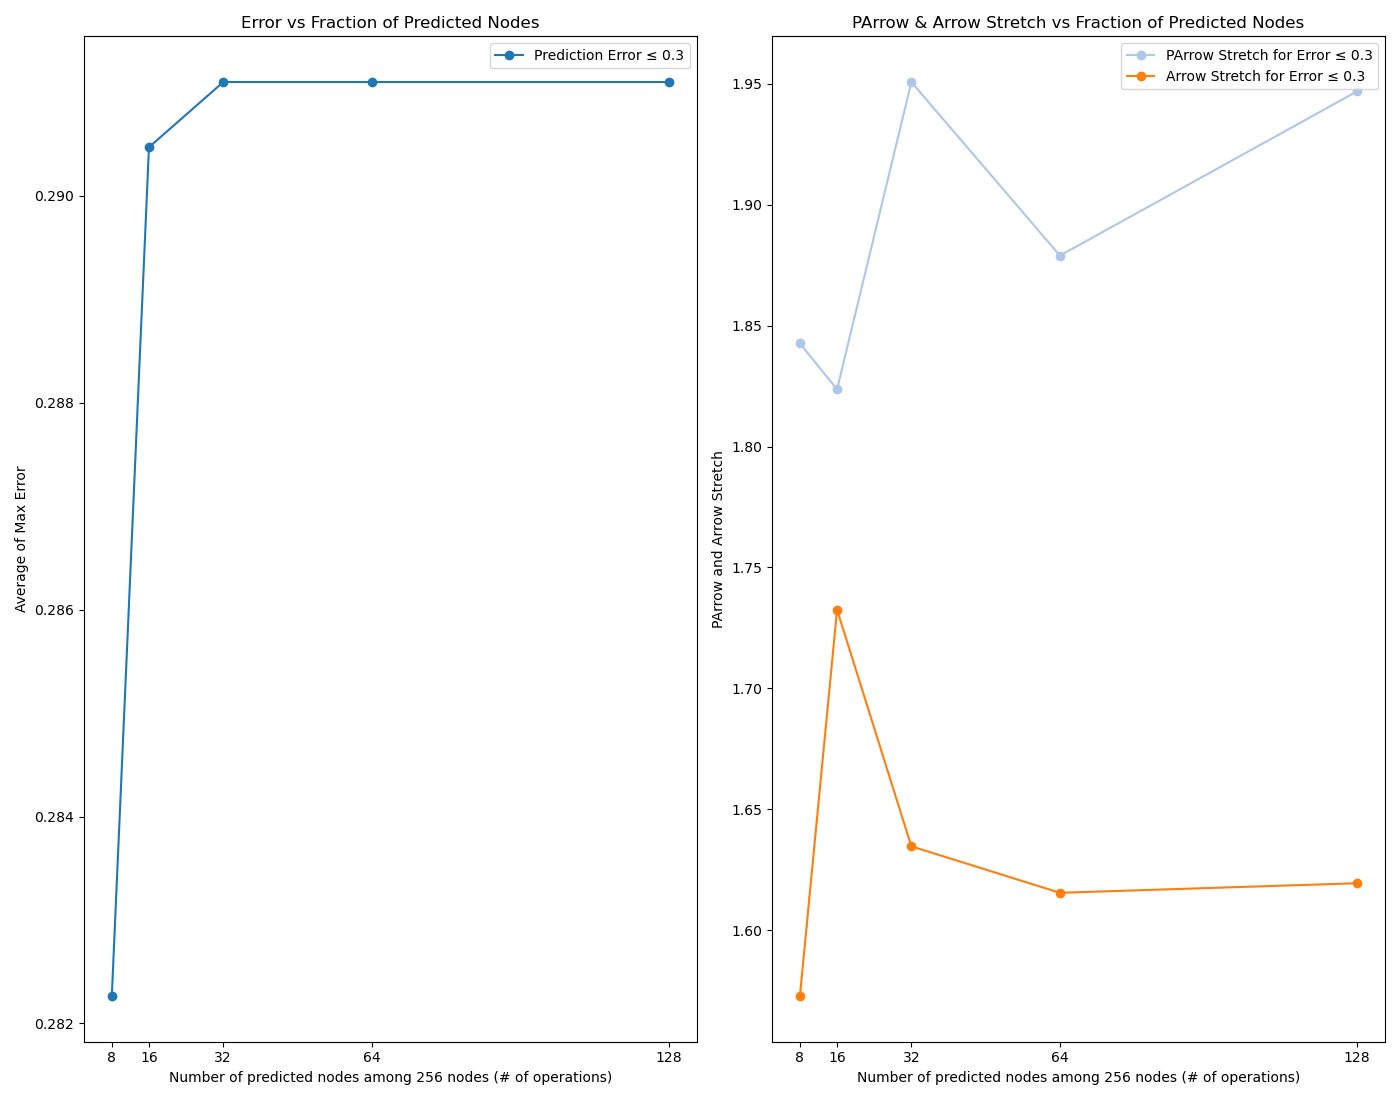 Error vs Fraction of Predicted Nodes
Prediction Error ≤ 0.3
0.290
0.288
0.286
0.284
0.282
Average of Max Error
8 16 32 64 128
Number of predicted nodes among 256 nodes (# of operations)
PArrow & Arrow Stretch vs Fraction of Predicted Nodes
PArrow Stretch for Error ≤ 0.3
Arrow Stretch for Error ≤ 0.3
1.95
1.90
1.85
1.80
1.75
1.70
1.65
1.60
PArrow and Arrow Stretch
8 16 32 64 128
Number of predicted nodes among 256 nodes (# of operations)